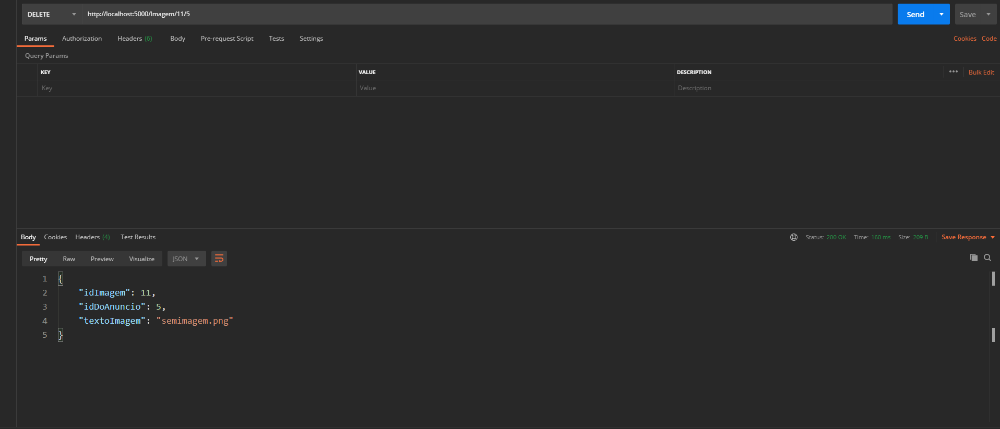 DELETE http://localhost:5000/Imagem/11/5 Send Save
Params Authorization Headers (6) Body Pre-request Script Tests Settings Cookies Code
Query Params
KEY VALUE DESCRIPTION ••• Bulk Edit
Key Value Description
Body Cookies Headers (4) Test Results Status: 200 OK Time: 160 ms Size: 209 B Save Response
Pretty Raw Preview Visualize JSON
1 {
2 "idImagem": 11,
3 "idDoAnuncio": 5,
4 "textoImagem": "semimagem.png"
5 }